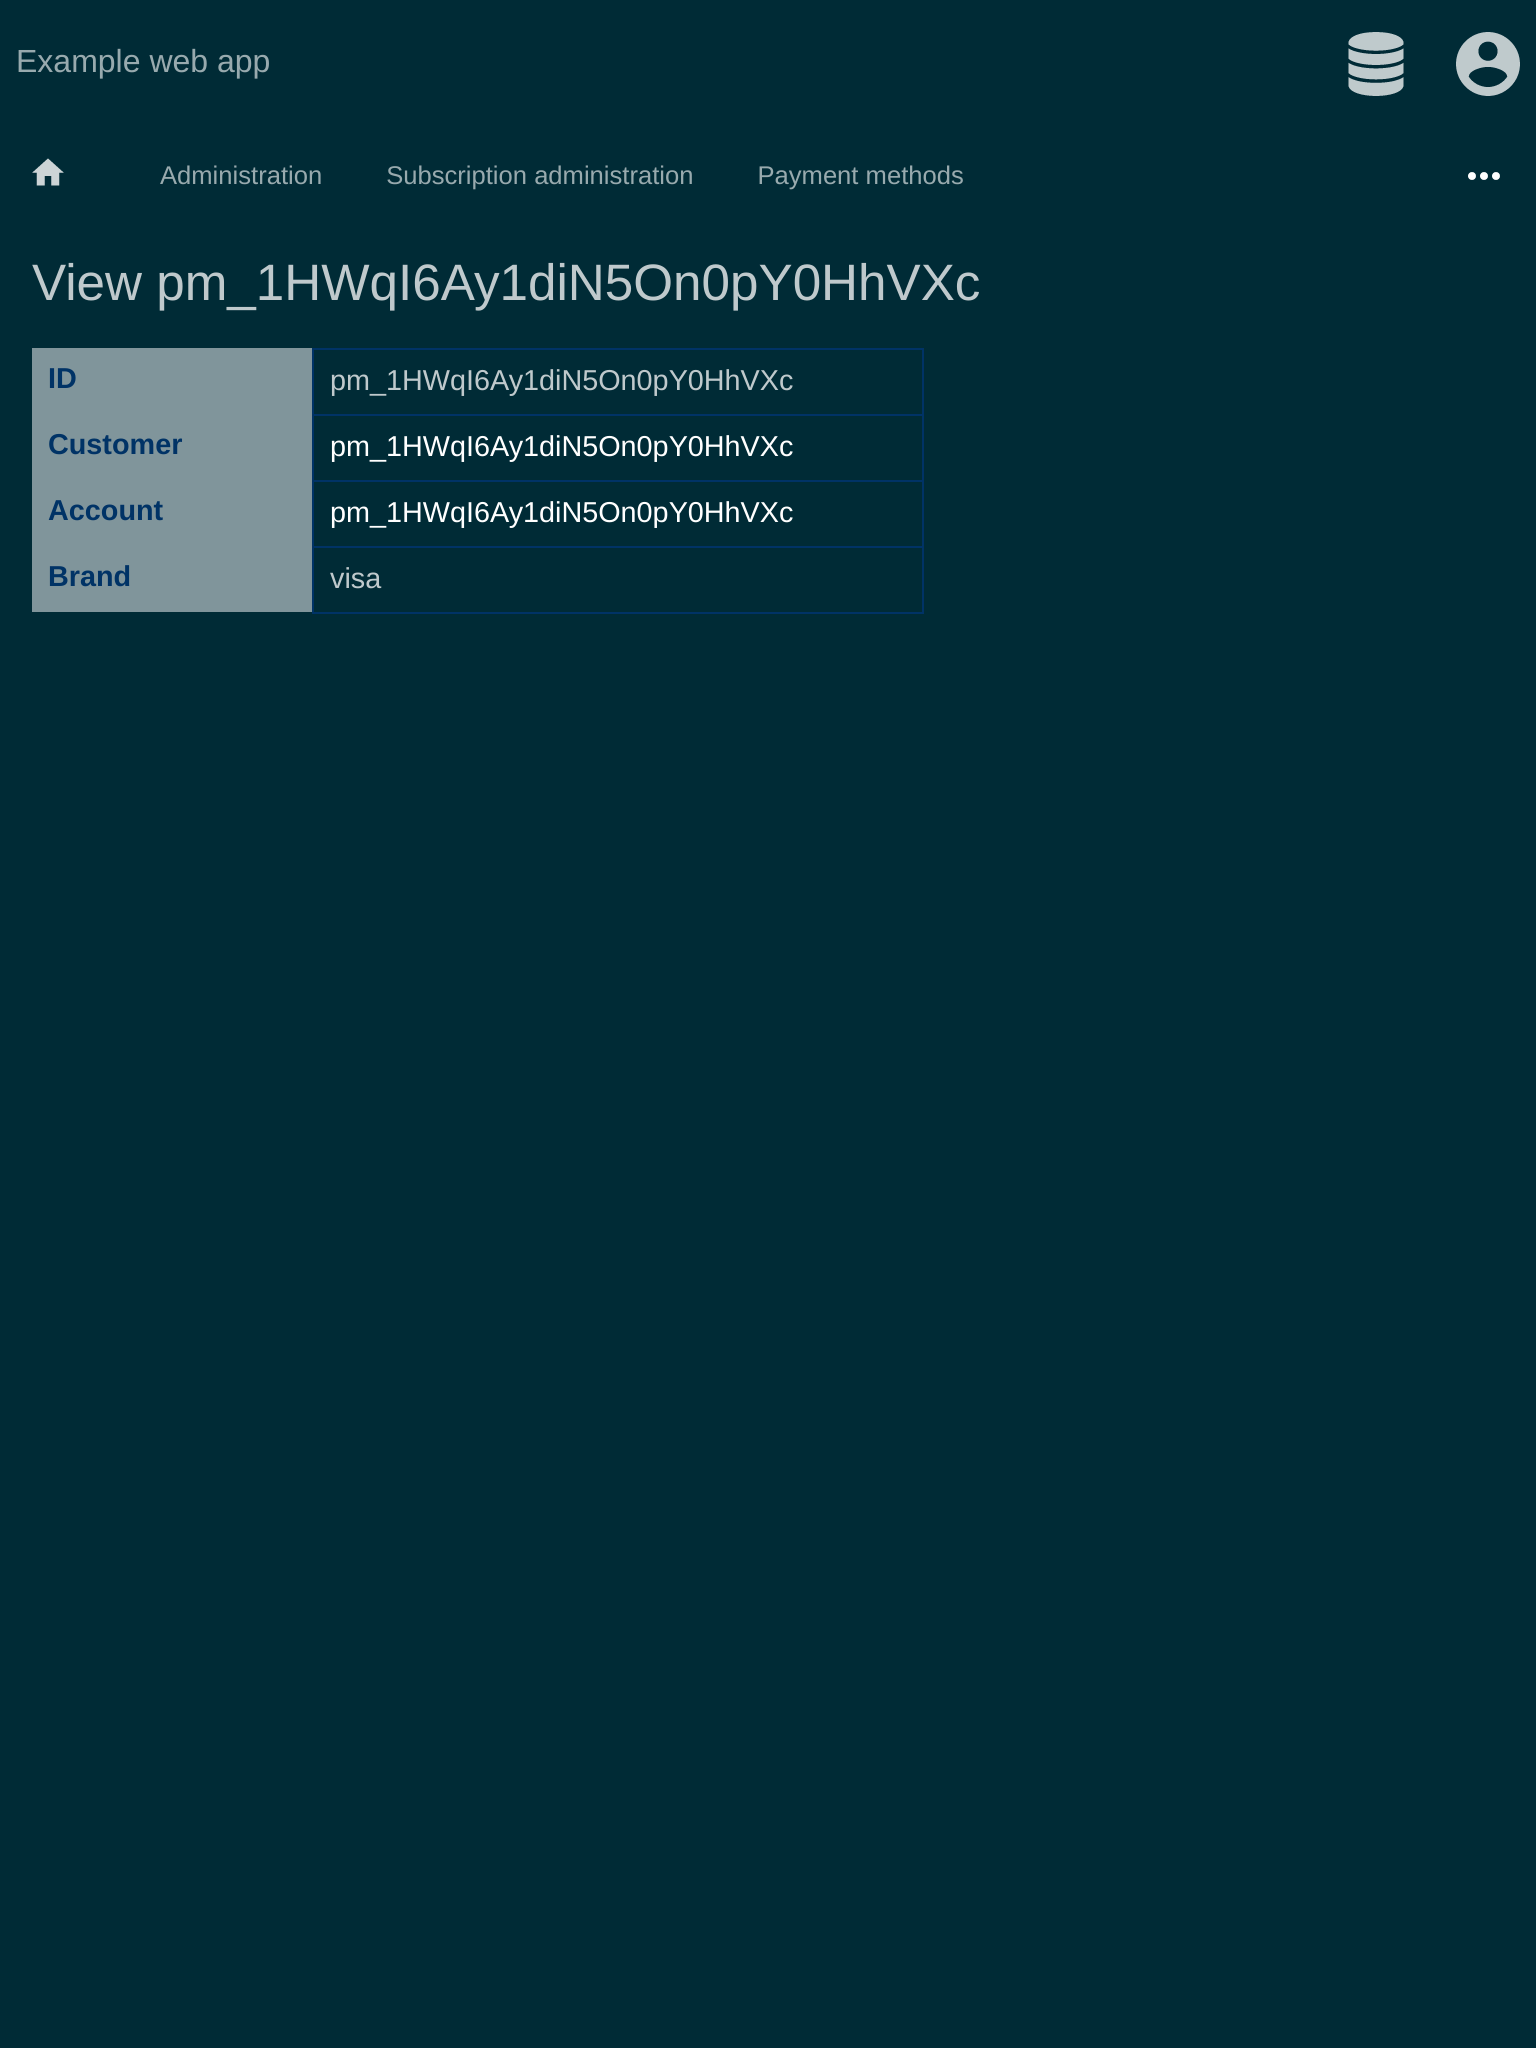 Example web app
Administration Subscription administration Payment methods
View pm_1HWqI6Ay1diN5On0pY0HhVXc
ID pm_1HWqI6Ay1diN5On0pY0HhVXc
Customer pm_1HWqI6Ay1diN5On0pY0HhVXc
Account pm_1HWqI6Ay1diN5On0pY0HhVXc
Brand visa